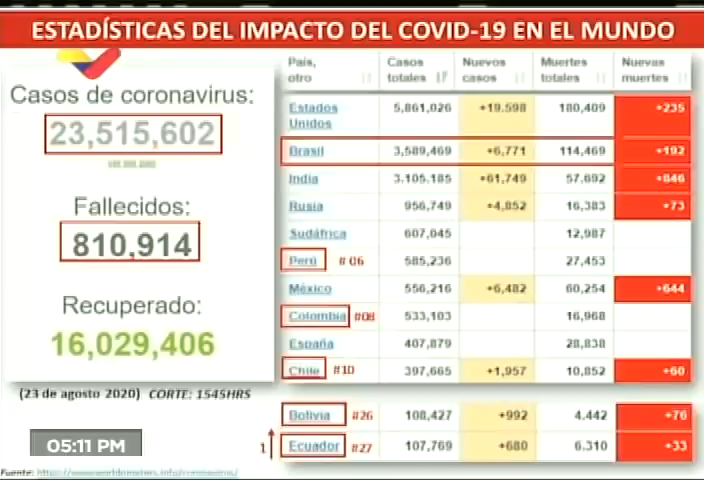 ESTADÍSTICAS DEL IMPACTO DEL COVID-19 EN EL MUNDO
Casos de coronavirus:
23,515,602
Fallecidos:
810,914
Recuperado:
16,029,406
(23 de agosto 2020) CORTE: 1545HRS
05:11 PM
País, otro Casos totales Nuevos casos Muertes totales Nuevas muertes
Estados Unidos 5,861,026 +19.598 180,409 +235
Brasil 3,589,469 +6,771 114,469 +192
India 3.105.185 +61,749 57.692 +846
Rusia 956,749 +4,852 16,383 +73
Sudáfrica 607,045 12,987
Perú #06 585,236 27,453
México 556,216 +6,482 60,254 +644
Colombia #08 533,103 16,968
España 407,879 28,838
Chile #10 397,665 +1,957 10,852 +60
Bolivia #26 108,427 +992 4.442 +76
1 Ecuador #27 107,769 +680 6.310 +33
Fuente: https://www.worldometers.info/coronavirus/